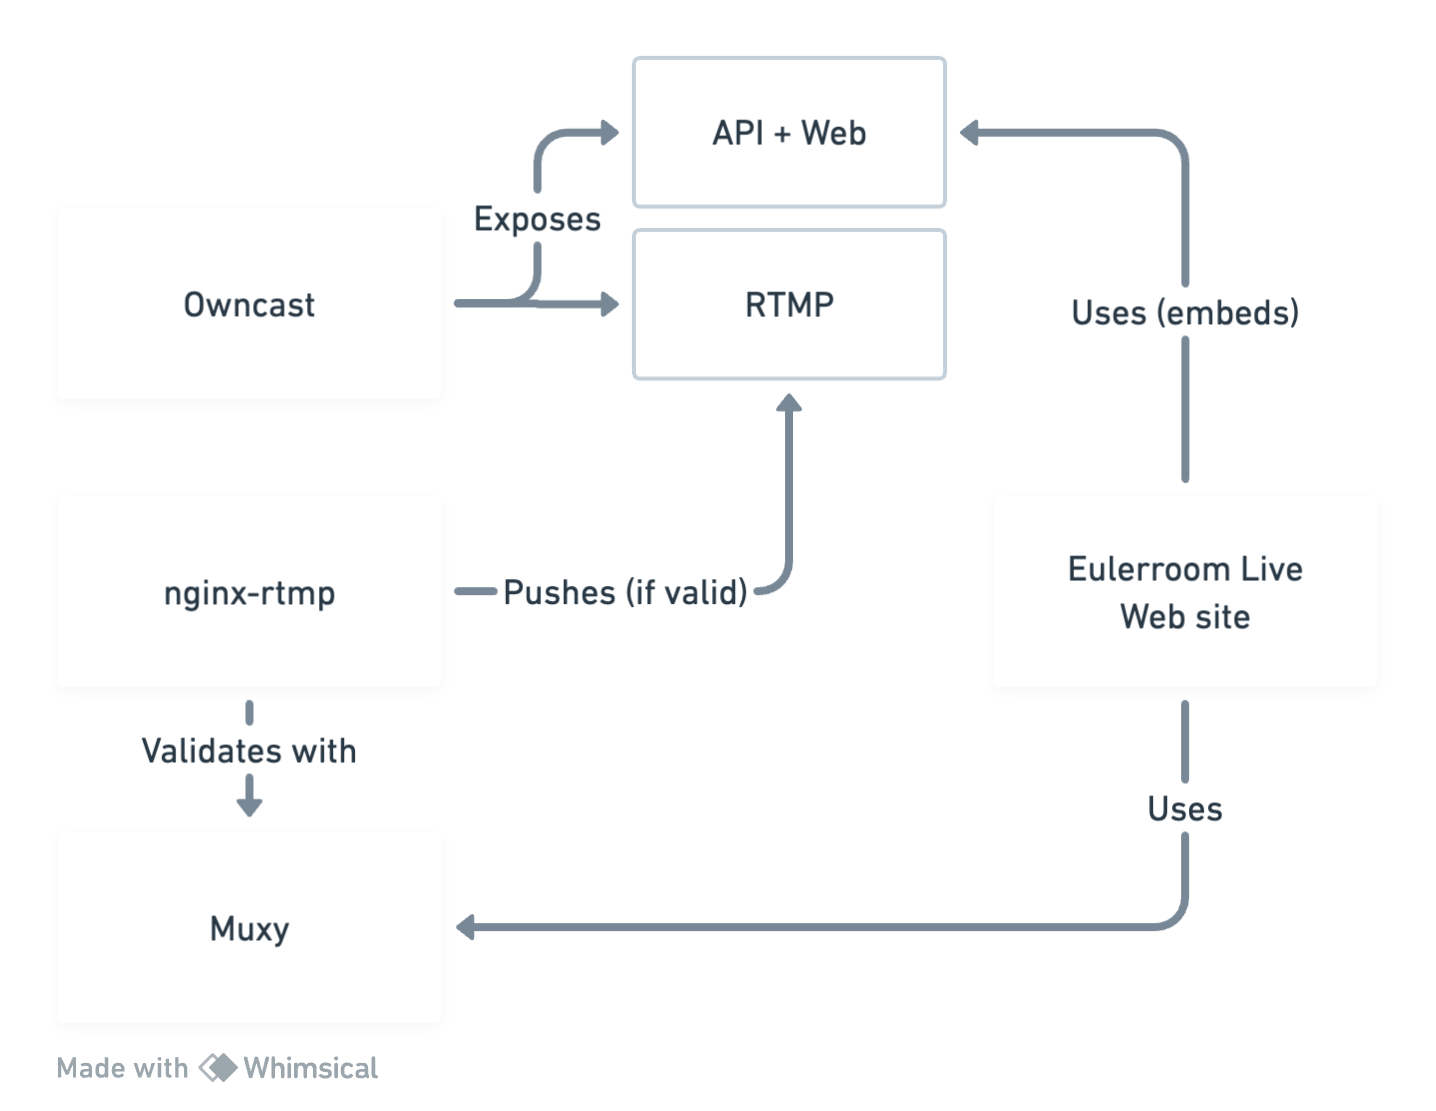 API + Web
Exposes
Owncast
RTMP
Uses (embeds)
nginx-rtmp
Pushes (if valid)
Eulerroom Live
Web site
Validates with
Uses
Muxy
Made with Whimsical